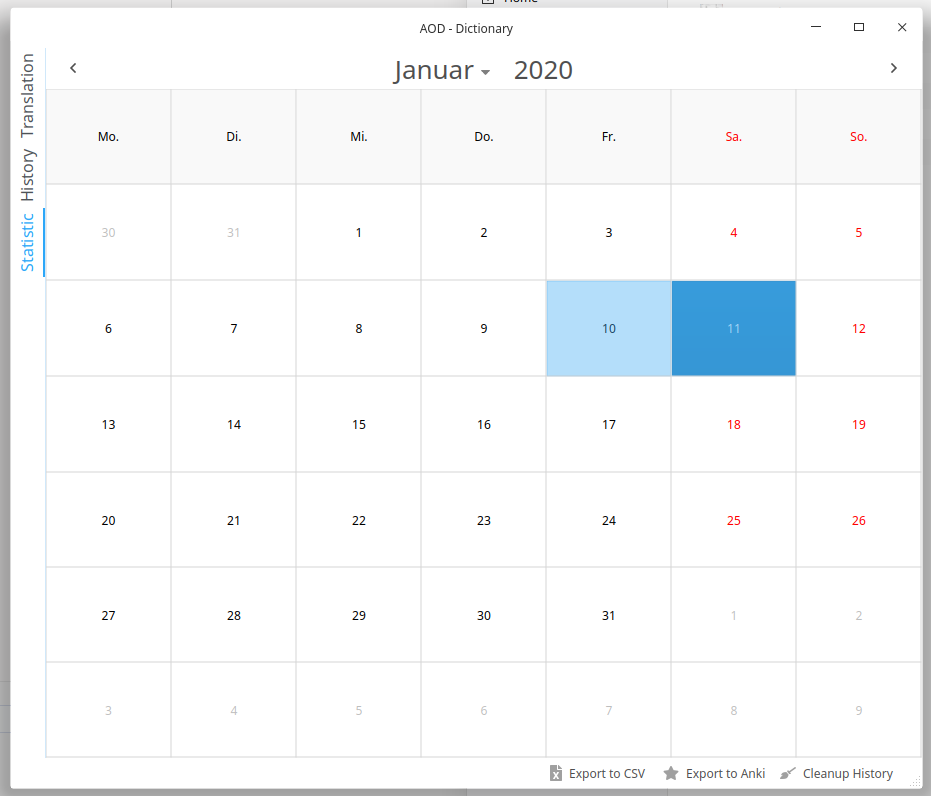 Home
AOD - Dictionary
Translation
History
Statistic
Januar 2020
Mo. Di. Mi. Do. Fr. Sa. So.
30 31 1 2 3 4 5
6 7 8 9 10 11 12
13 14 15 16 17 18 19
20 21 22 23 24 25 26
27 28 29 30 31 1 2
3 4 5 6 7 8 9
Export to CSV Export to Anki Cleanup History